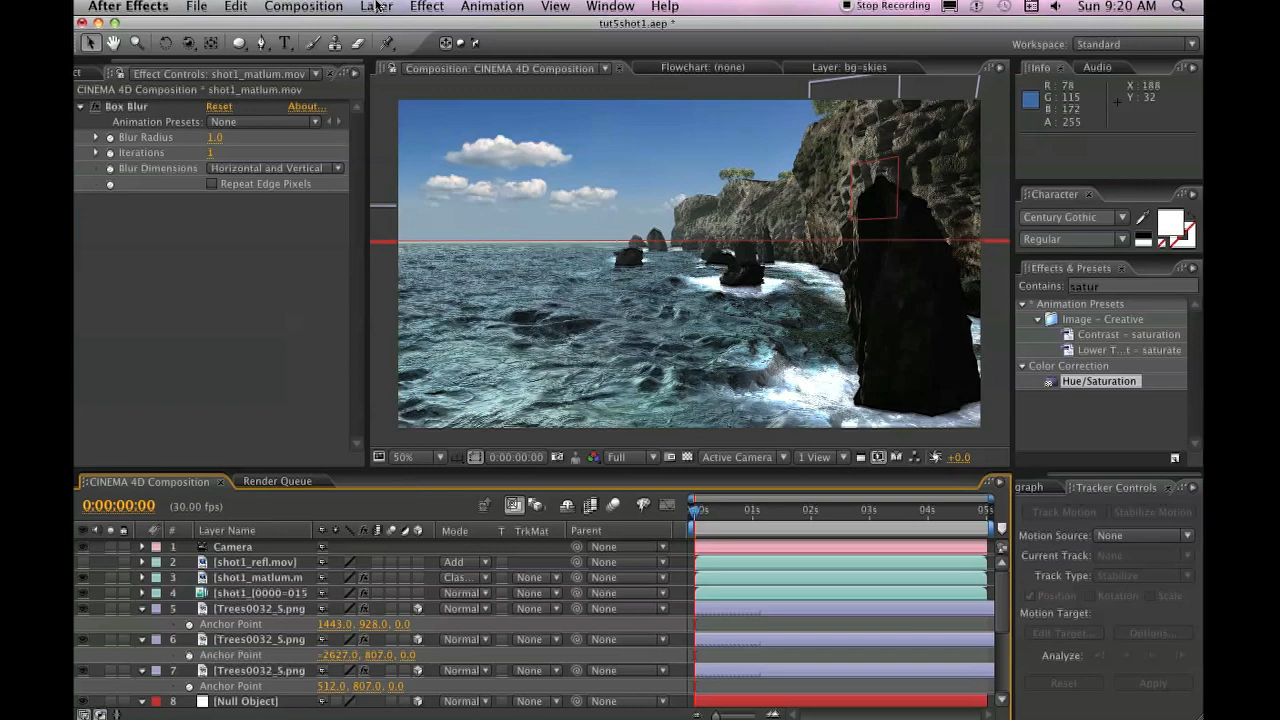 After Effects File Edit Composition Layer Effect Animation View Window Help Stop Recording Sun 9:20 AM
tut5shot1.aep *
Workspace: Standard
Effect Controls: shot1_matlum.mov
Composition: CINEMA 4D Composition
Flowchart: (none)
Layer: bg-skies
Info Audio
CINEMA 4D Composition * shot1_matlum.mov
R: 78
G: 115
B: 172
A: 255
X: 188
Y: 32
Box Blur Reset About...
Animation Presets: None
Blur Radius 1.0
Iterations 1
Blur Dimensions Horizontal and Vertical
Repeat Edge Pixels
Character
Century Gothic
Regular
Effects & Presets
Contains: satur
* Animation Presets
Image – Creative
Contrast – saturation
Lower T...t – saturate
Color Correction
Hue/Saturation
50% 0:00:00:00 Full Active Camera 1 View +0.0
CINEMA 4D Composition Render Queue
0:00:00:00 (30.00 fps)
# Layer Name Mode T TrkMat Parent
01s 02s 03s 04s 05s
1 Camera None
2 [shot1_refl.mov] Add None
3 [shot1_matlum.m Clas... None None
4 [shot1_[0000=015 Normal None None
5 [Trees0032_S.png Normal None None
Anchor Point 1443.0, 928.0, 0.0
6 [Trees0032_S.png Normal None None
Anchor Point -2627.0, 807.0, 0.0
7 [Trees0032_S.png Normal None None
Anchor Point 512.0, 807.0, 0.0
8 [Null Object] Normal None None
graph Tracker Controls
Track Motion Stabilize Motion
Motion Source: None
Current Track: None
Track Type: Stabilize
Position Rotation Scale
Motion Target:
Edit Target... Options...
Analyze:
Reset Apply